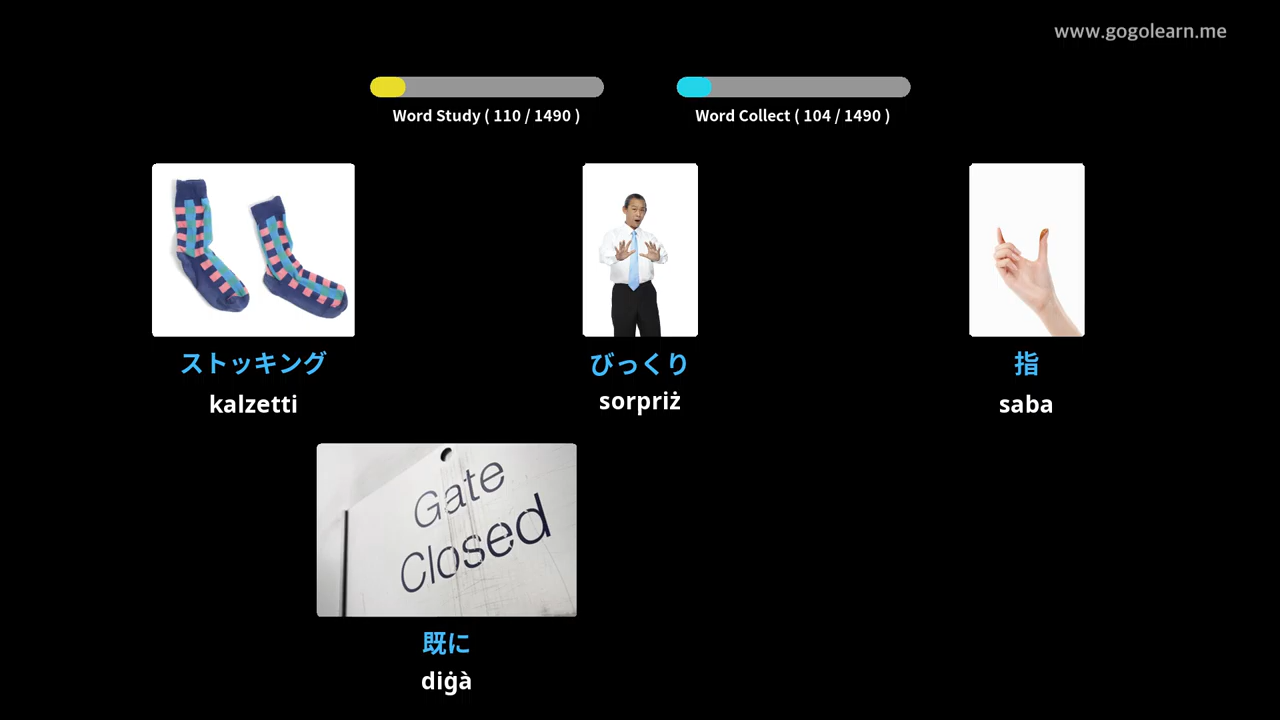 www.gogolearn.me
Word Study ( 110 / 1490 )
Word Collect ( 104 / 1490 )
ストッキング
kalzetti
びっくり
sorpriż
指
saba
Gate
Closed
既に
diġà